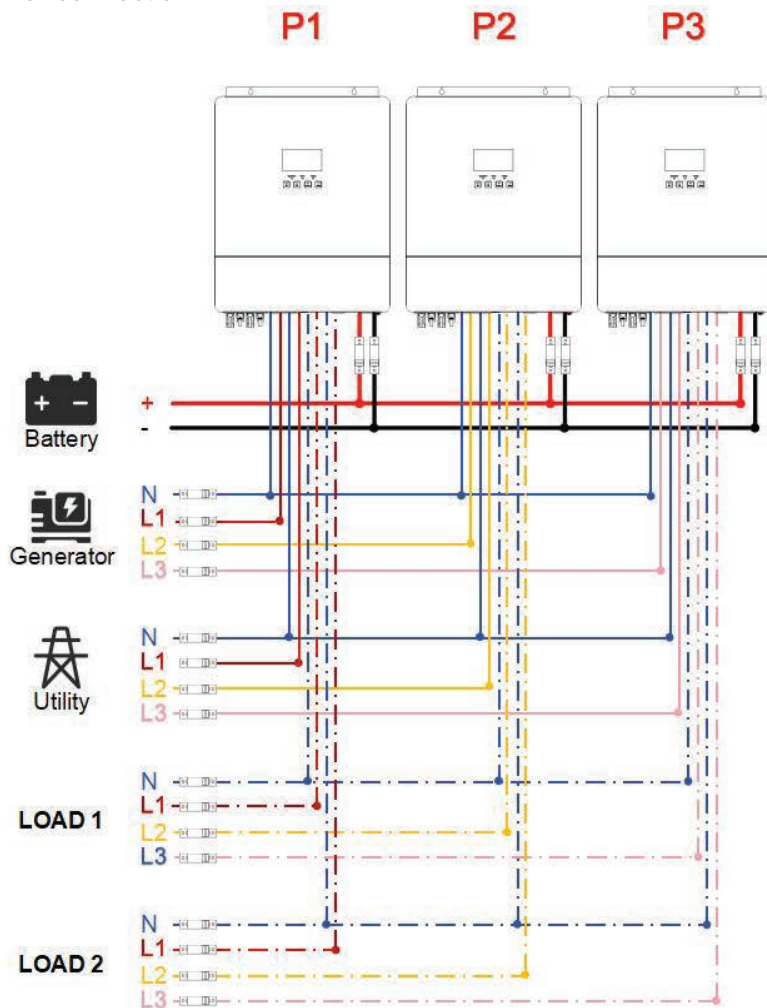 P1 P2 P3
+
-
Battery
N
L1
L2
L3
Generator
N
L1
L2
L3
Utility
N
L1
L2
L3
LOAD 1
N
L1
L2
L3
LOAD 2